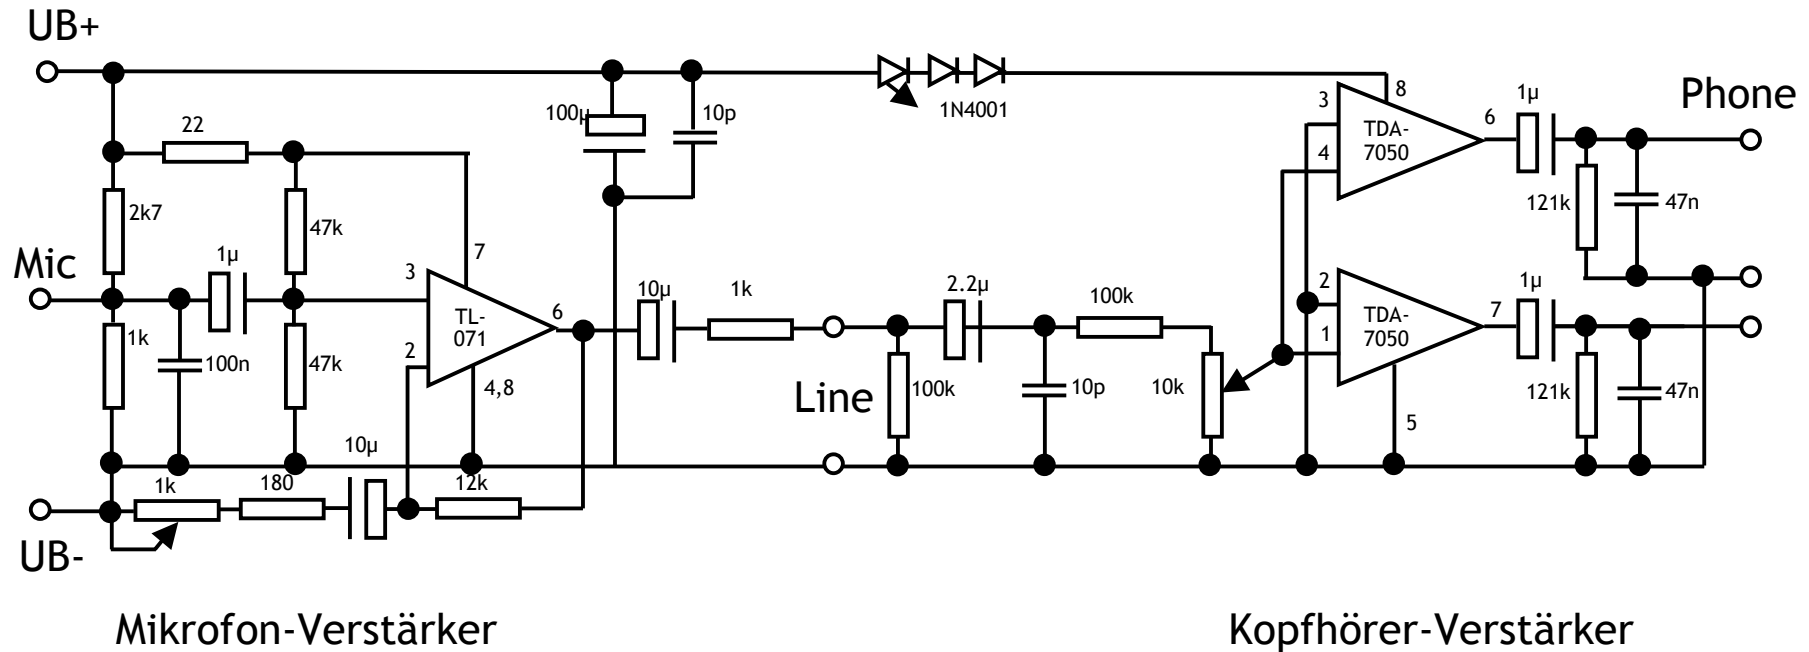 UB+
100µ
10p
1N4001
8
3
TDA-
7050
4
6
1µ
Phone
22
2k7
47k
121k
47n
Mic
1µ
3
7
TL-
071
6
2
4,8
1k
100n
47k
10µ
1k
2.2µ
100k
Line
100k
10p
10k
2
TDA-
7050
1
7
5
1µ
121k
47n
10µ
1k
180
12k
UB-
Mikrofon-Verstärker
Kopfhörer-Verstärker